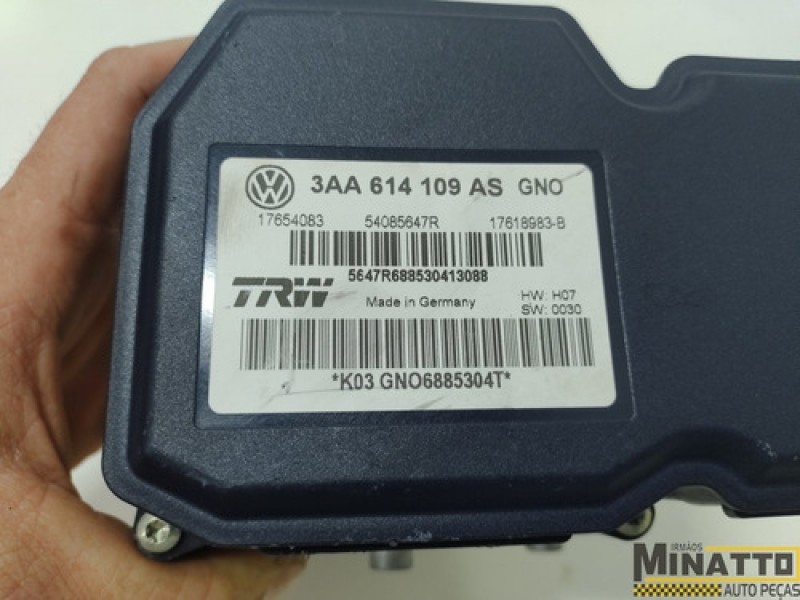 3AA 614 109 AS GNO
17654083 54085647R 17618983-B
5647R688530413088
TRW Made in Germany HW: H07
SW: 0030
*K03 GNO6885304T*
IRMÃOS
MINATTO
AUTO PEÇAS